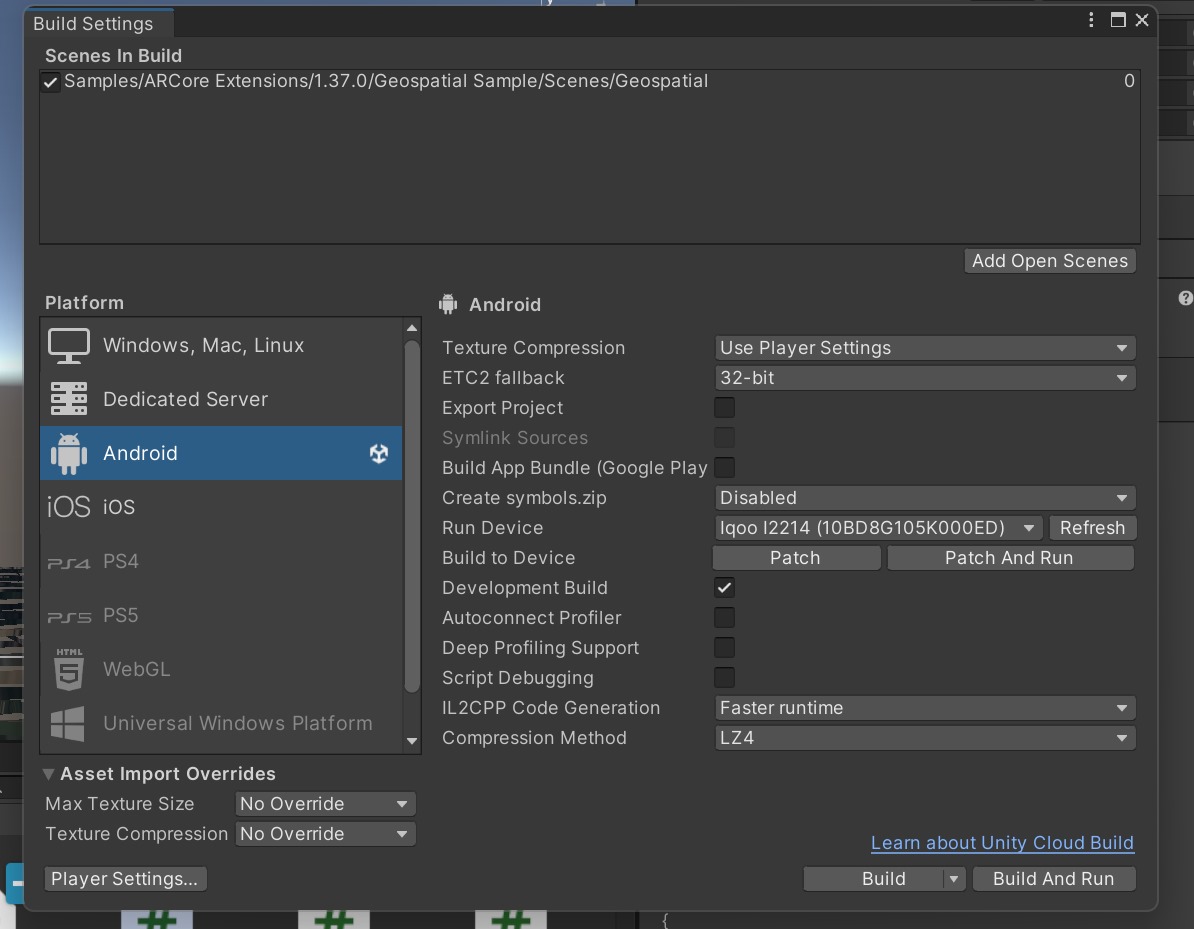 Build Settings
Scenes In Build
Samples/ARCore Extensions/1.37.0/Geospatial Sample/Scenes/Geospatial 0
Add Open Scenes
Platform
Windows, Mac, Linux
Dedicated Server
Android
iOS iOS
PS4 PS4
PS5 PS5
HTML 5 WebGL
Universal Windows Platform
Android
Texture Compression Use Player Settings
ETC2 fallback 32-bit
Export Project
Symlink Sources
Build App Bundle (Google Play
Create symbols.zip Disabled
Run Device Iqoo I2214 (10BD8G105K000ED) Refresh
Build to Device Patch Patch And Run
Development Build
Autoconnect Profiler
Deep Profiling Support
Script Debugging
IL2CPP Code Generation Faster runtime
Compression Method LZ4
Asset Import Overrides
Max Texture Size No Override
Texture Compression No Override
Learn about Unity Cloud Build
Player Settings... Build Build And Run
# # # {